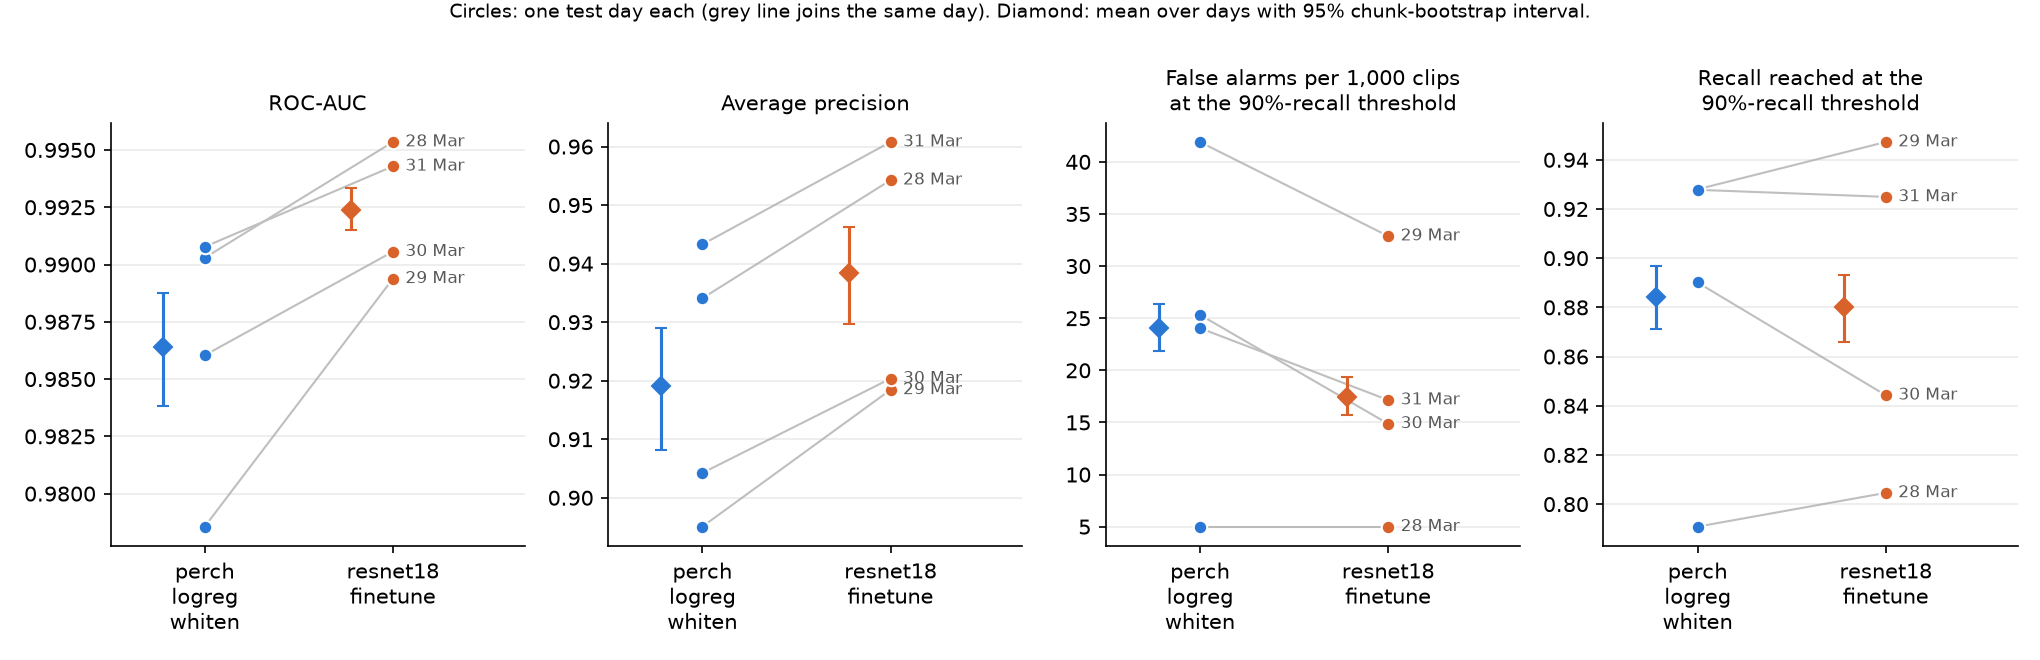 Circles: one test day each (grey line joins the same day). Diamond: mean over days with 95% chunk-bootstrap interval.
ROC-AUC
0.9950
0.9925
0.9900
0.9875
0.9850
0.9825
0.9800
28 Mar
31 Mar
30 Mar
29 Mar
perch
logreg
whiten
resnet18
finetune
Average precision
0.96
0.95
0.94
0.93
0.92
0.91
0.90
31 Mar
28 Mar
30 Mar
29 Mar
perch
logreg
whiten
resnet18
finetune
False alarms per 1,000 clips
at the 90%-recall threshold
40
35
30
25
20
15
10
5
29 Mar
31 Mar
30 Mar
28 Mar
perch
logreg
whiten
resnet18
finetune
Recall reached at the
90%-recall threshold
0.94
0.92
0.90
0.88
0.86
0.84
0.82
0.80
29 Mar
31 Mar
30 Mar
28 Mar
perch
logreg
whiten
resnet18
finetune